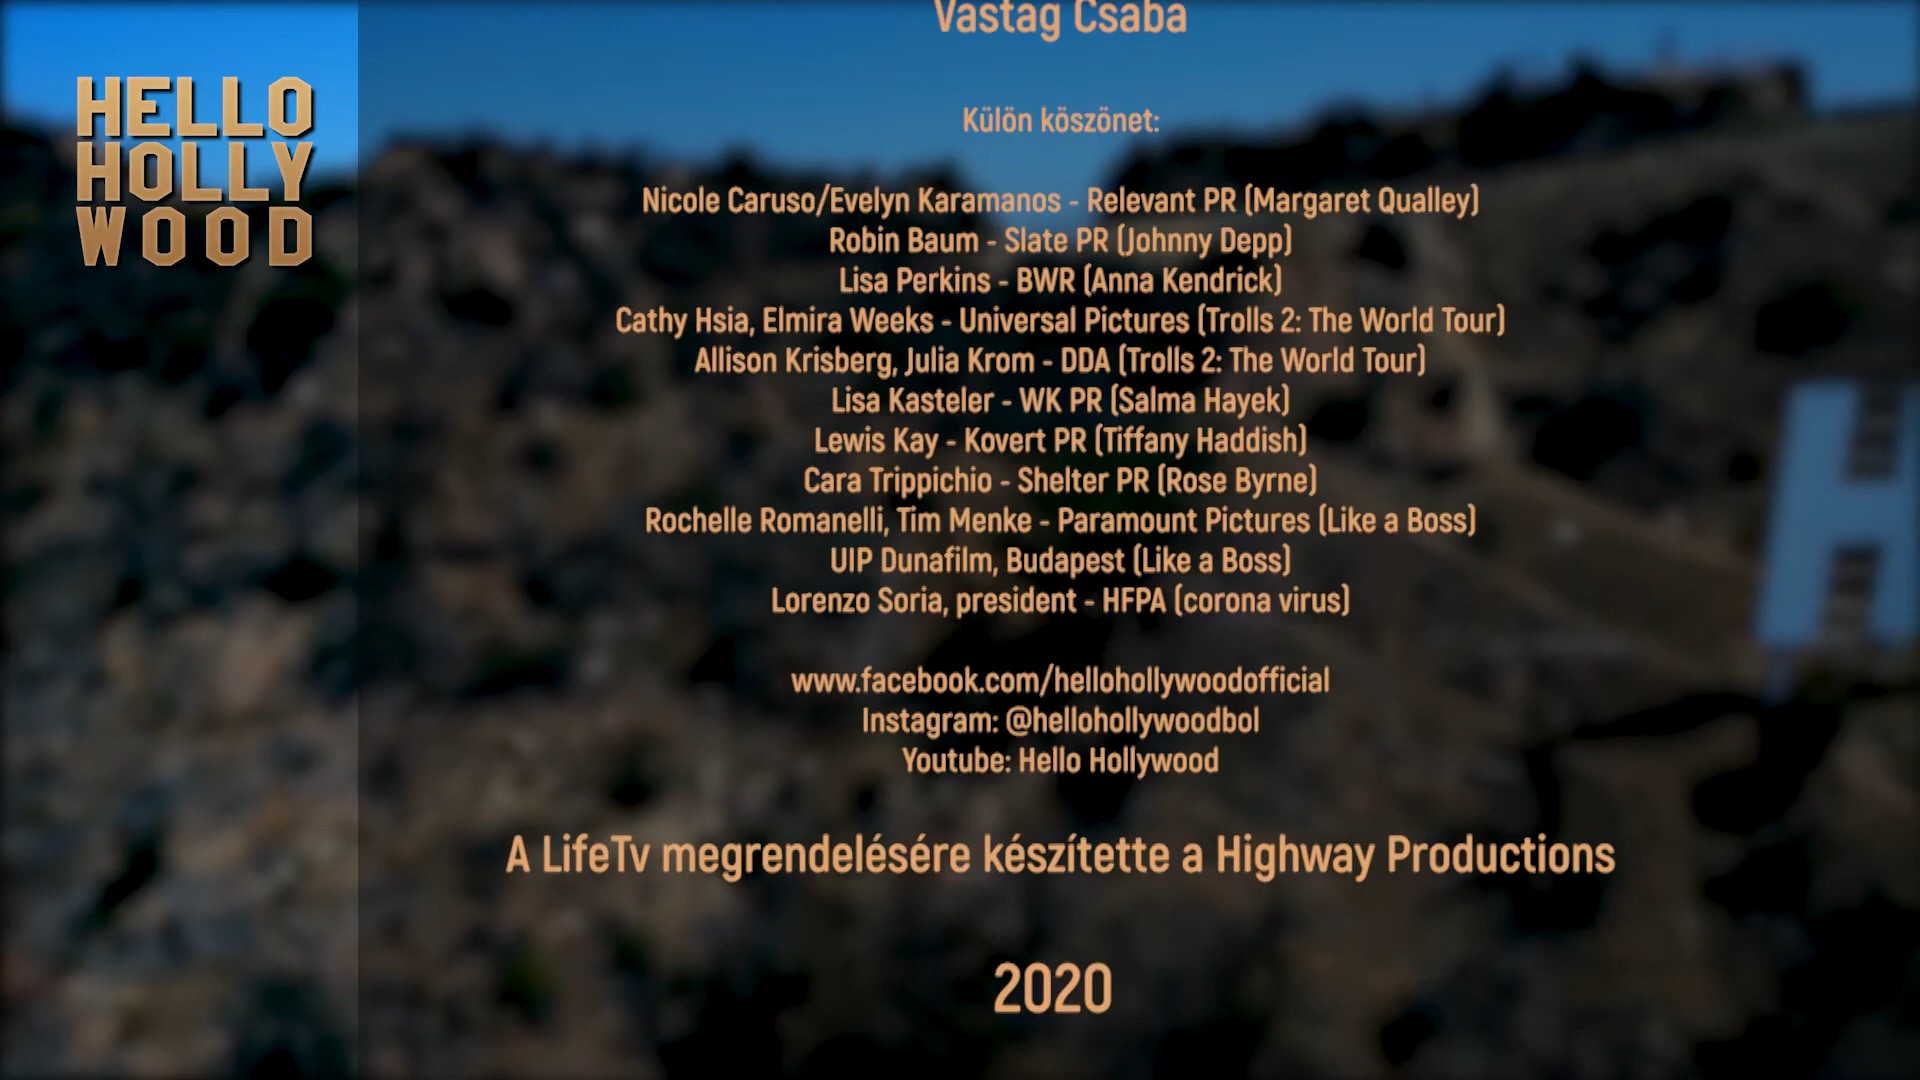 HELLO
HOLLY
WOOD
Vastag Csaba
Külön köszönet:
Nicole Caruso/Evelyn Karamanos - Relevant PR (Margaret Qualley)
Robin Baum - Slate PR (Johnny Depp)
Lisa Perkins - BWR (Anna Kendrick)
Cathy Hsia, Elmira Weeks - Universal Pictures (Trolls 2: The World Tour)
Allison Krisberg, Julia Krom - DDA (Trolls 2: The World Tour)
Lisa Kasteler - WK PR (Salma Hayek)
Lewis Kay - Kovert PR (Tiffany Haddish)
Cara Trippichio - Shelter PR (Rose Byrne)
Rochelle Romanelli, Tim Menke - Paramount Pictures (Like a Boss)
UIP Dunafilm, Budapest (Like a Boss)
Lorenzo Soria, president - HFPA (corona virus)
www.facebook.com/hellohollywoodofficial
Instagram: @hellohollywoodbol
Youtube: Hello Hollywood
A LifeTv megrendelésére készítette a Highway Productions
2020
H